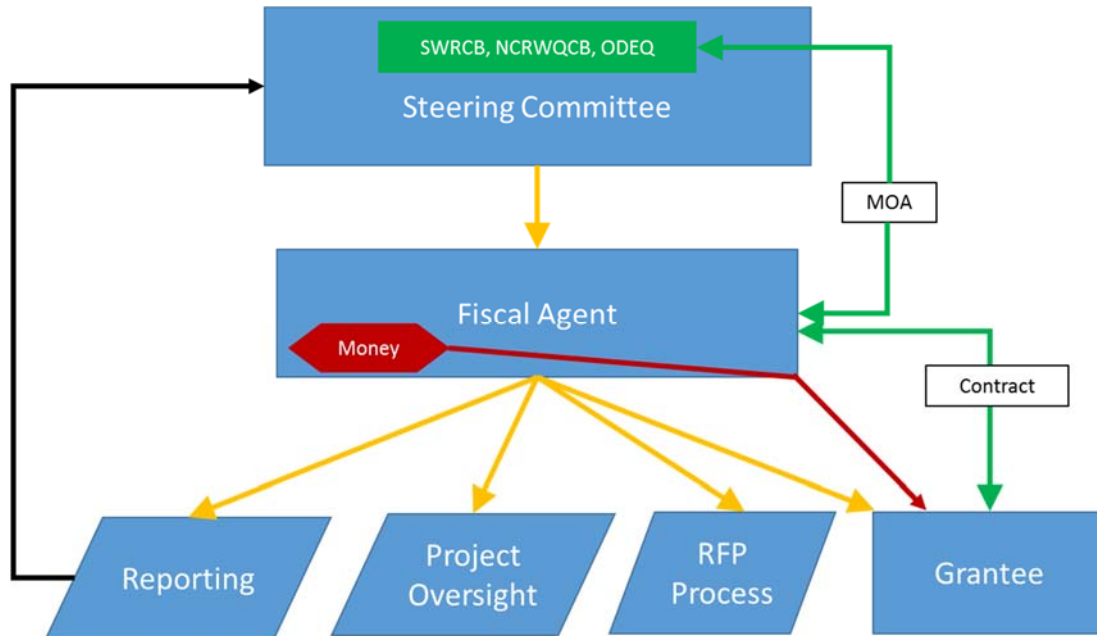 SWRCB, NCRWQCB, ODEQ
Steering Committee
MOA
Fiscal Agent
Money
Contract
Reporting
Project
Oversight
RFP
Process
Grantee